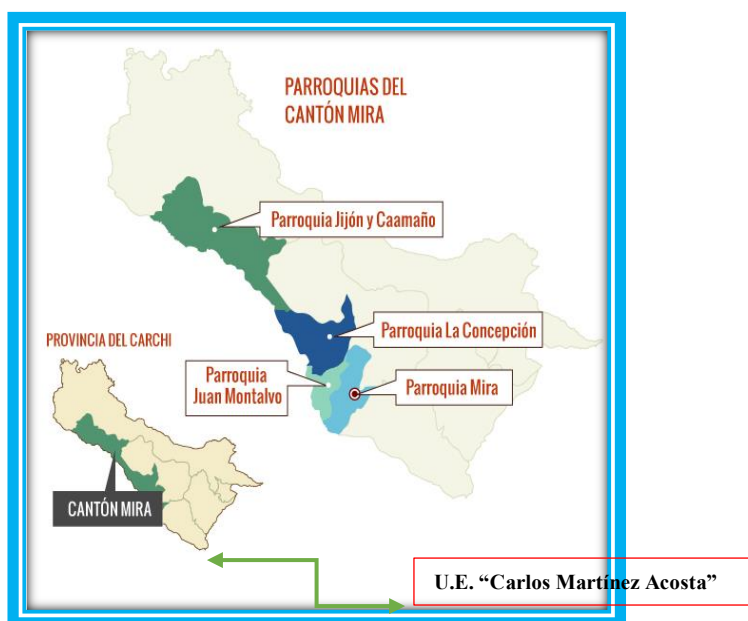 PARROQUIAS DEL
CANTÓN MIRA
Parroquia Jijón y Caamaño
Parroquia La Concepción
PROVINCIA DEL CARCHI
Parroquia
Juan Montalvo
Parroquia Mira
CANTÓN MIRA
U.E. “Carlos Martínez Acosta”